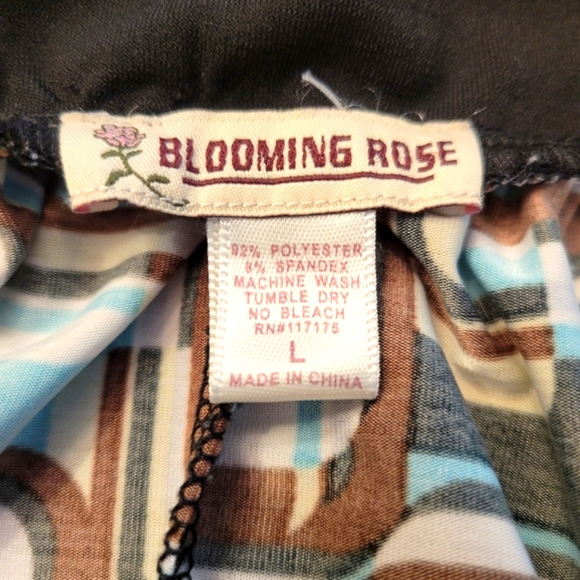 BLOOMING ROSE
92% POLYESTER
8% SPANDEX
MACHINE WASH
TUMBLE DRY
NO BLEACH
RN#117175
L
MADE IN CHINA